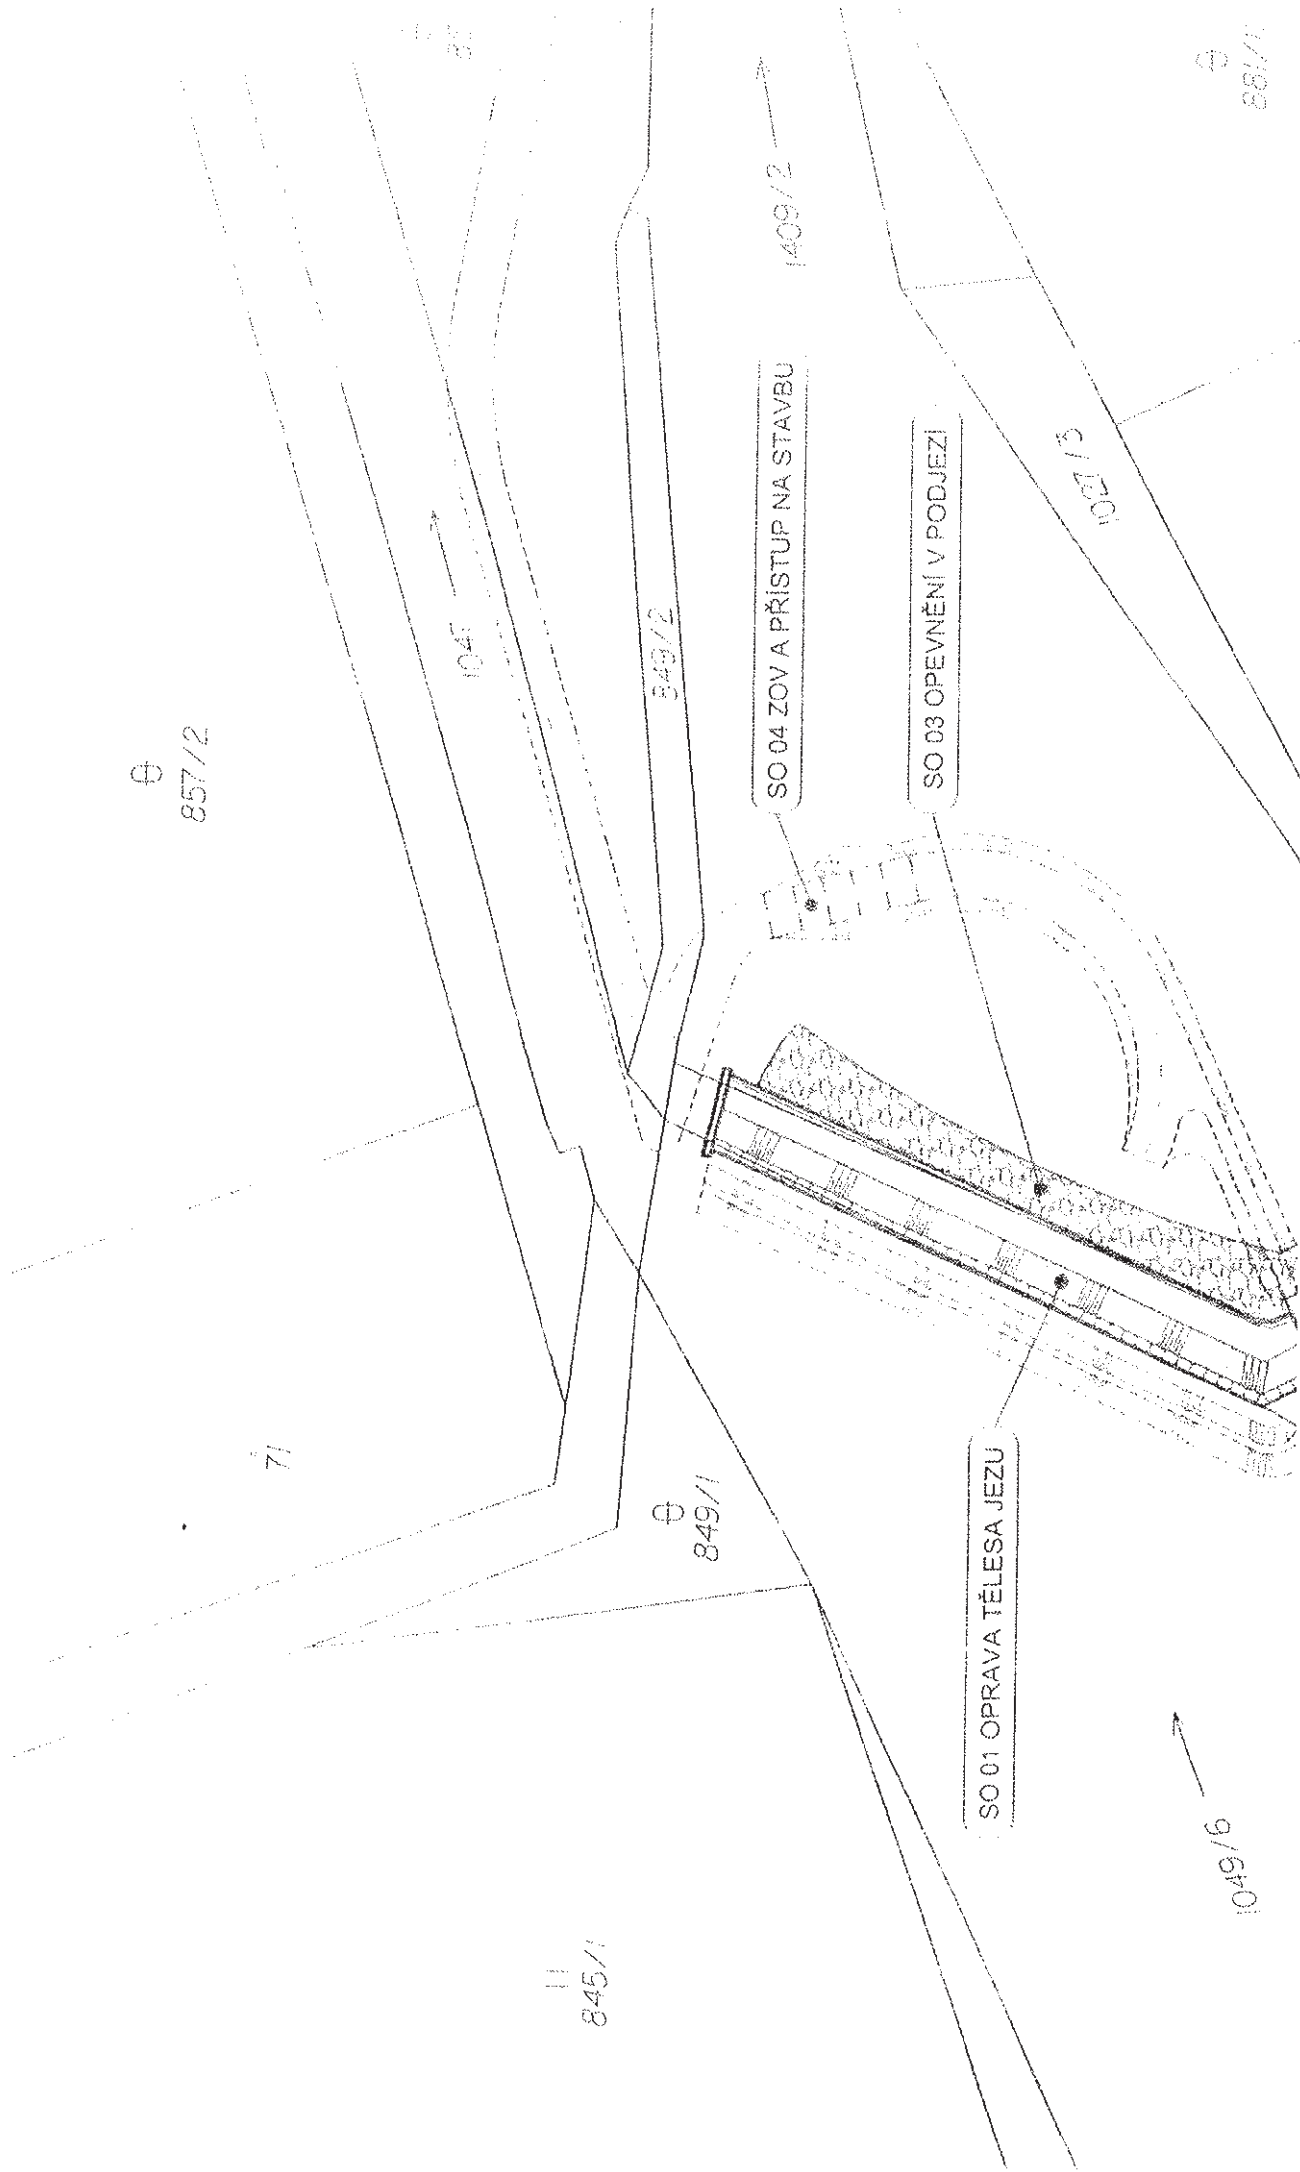 857/2
1409/2
849/2
SO 04 ZOV A PŘÍSTUP NA STAVBU
SO 03 OPEVNĚNÍ V PODJEZÍ
71
849/1
SO 01 OPRAVA TĚLESA JEZU
845/1
1049/6